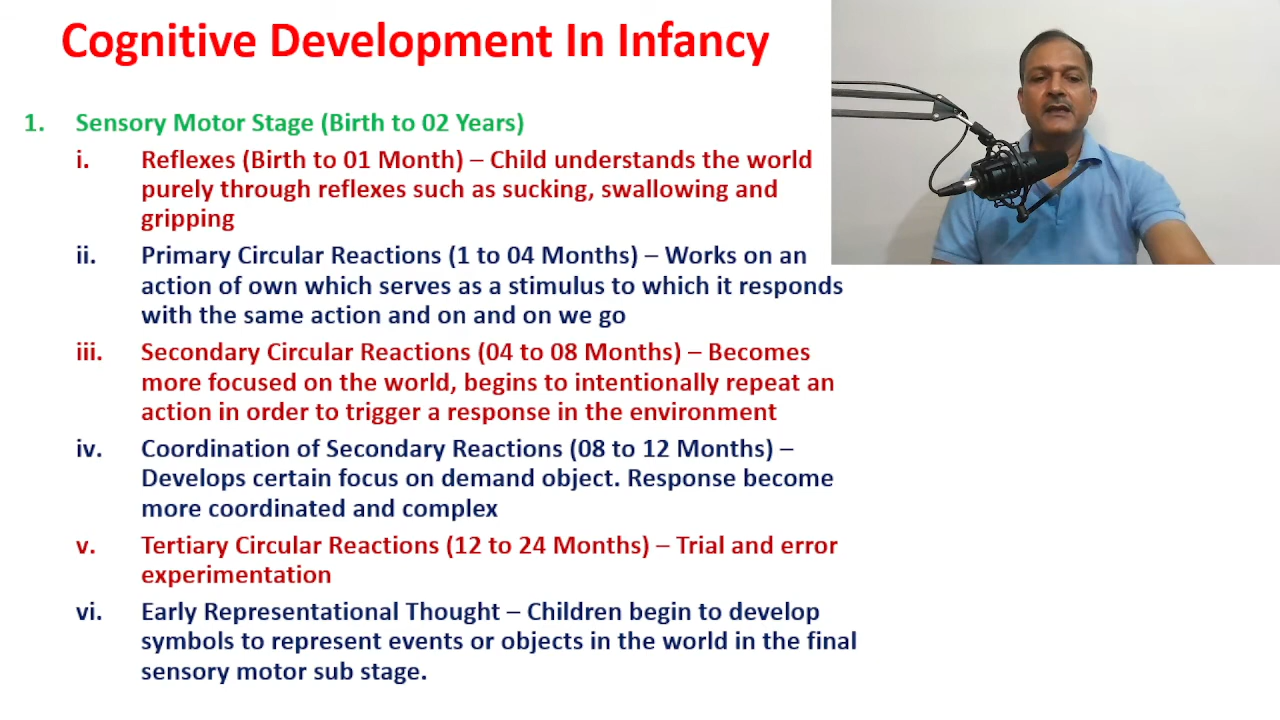 Cognitive Development In Infancy
1. Sensory Motor Stage (Birth to 02 Years)
i. Reflexes (Birth to 01 Month) – Child understands the world
purely through reflexes such as sucking, swallowing and
gripping
ii. Primary Circular Reactions (1 to 04 Months) – Works on an
action of own which serves as a stimulus to which it responds
with the same action and on and on we go
iii. Secondary Circular Reactions (04 to 08 Months) – Becomes
more focused on the world, begins to intentionally repeat an
action in order to trigger a response in the environment
iv. Coordination of Secondary Reactions (08 to 12 Months) –
Develops certain focus on demand object. Response become
more coordinated and complex
v. Tertiary Circular Reactions (12 to 24 Months) – Trial and error
experimentation
vi. Early Representational Thought – Children begin to develop
symbols to represent events or objects in the world in the final
sensory motor sub stage.